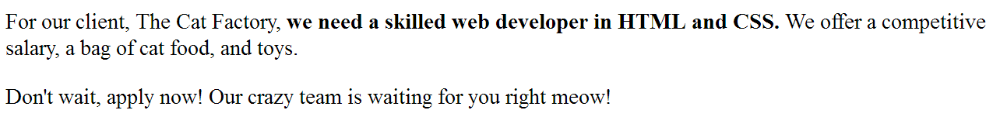 For our client, The Cat Factory, we need a skilled web developer in HTML and CSS. We offer a competitive
salary, a bag of cat food, and toys.
Don't wait, apply now! Our crazy team is waiting for you right meow!